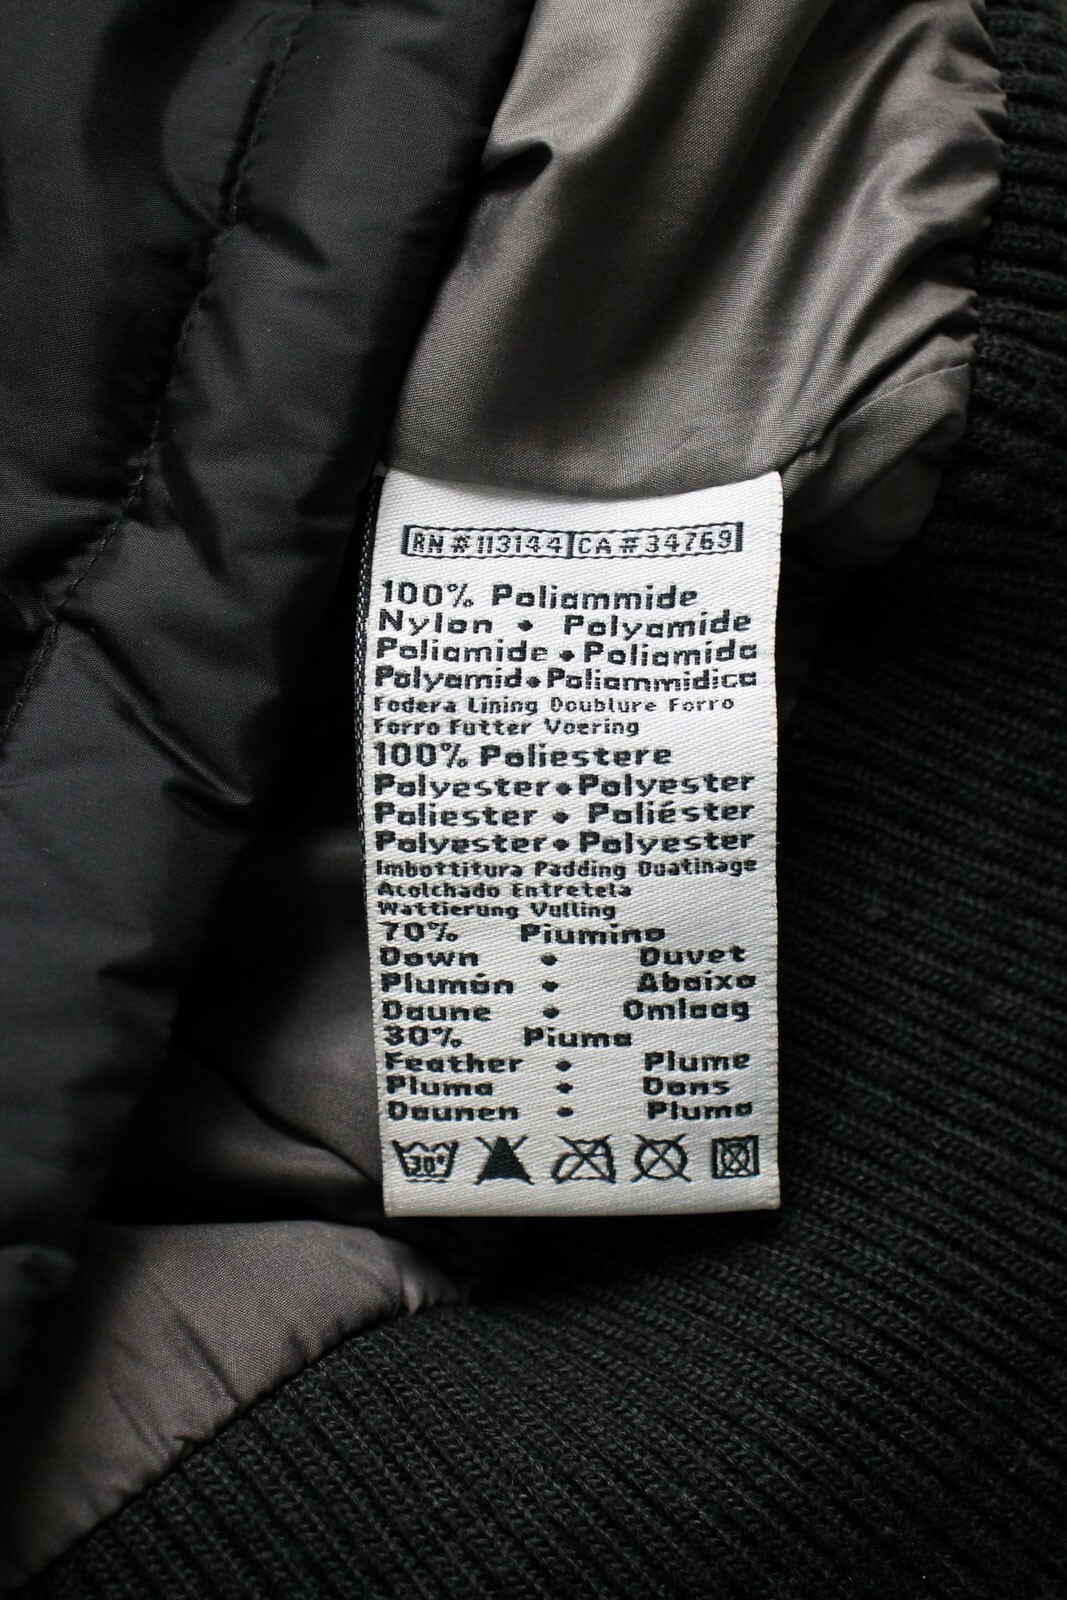 RN #113144 CA #34769
100% Poliammide
Nylon • Polyamide
Poliamide • Poliamida
Polyamid • Poliammidica
Fodera Lining Doublure Forro
Forro Futter Voering
100% Poliestere
Polyester • Polyester
Poliester • Poliéster
Polyester • Polyester
Imbottitura Padding Ouatinage
Acolchado Entretela
Wattierung Vulling
70% Piumino
Down • Duvet
Plumón • Abaixo
Daune • Omlaag
30% Piuma
Feather • Plume
Pluma • Dons
Daunen • Pluma
30°